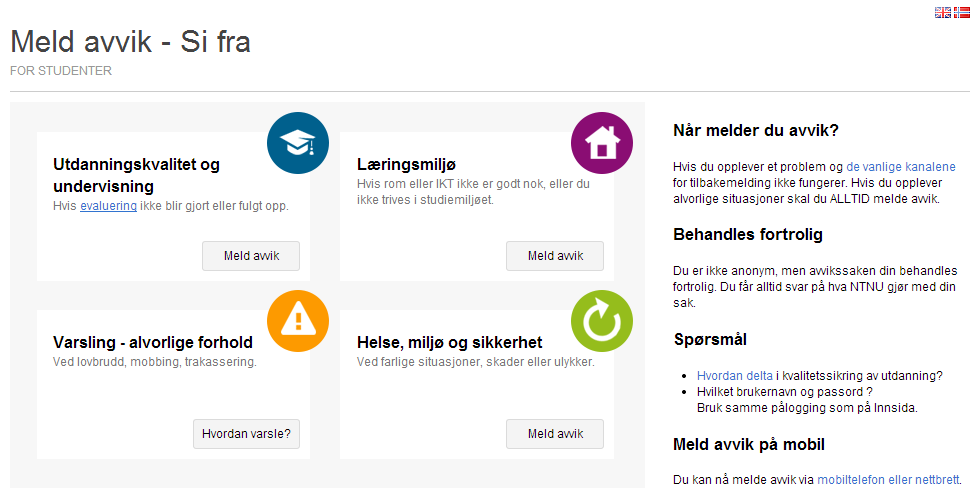 Meld avvik - Si fra
FOR STUDENTER
Utdanningskvalitet og
undervisning
Hvis evaluering ikke blir gjort eller fulgt opp.
Meld avvik
Læringsmiljø
Hvis rom eller IKT ikke er godt nok, eller du
ikke trives i studiemiljøet.
Meld avvik
Varsling - alvorlige forhold
Ved lovbrudd, mobbing, trakassering.
Hvordan varsle?
Helse, miljø og sikkerhet
Ved farlige situasjoner, skader eller ulykker.
Meld avvik
Når melder du avvik?
Hvis du opplever et problem og de vanlige kanalene
for tilbakemelding ikke fungerer. Hvis du opplever
alvorlige situasjoner skal du ALLTID melde avvik.
Behandles fortrolig
Du er ikke anonym, men avvikssaken din behandles
fortrolig. Du får alltid svar på hva NTNU gjør med din
sak.
Spørsmål
• Hvordan delta i kvalitetssikring av utdanning?
• Hvilket brukernavn og passord ?
Bruk samme pålogging som på Innsida.
Meld avvik på mobil
Du kan nå melde avvik via mobiltelefon eller nettbrett.